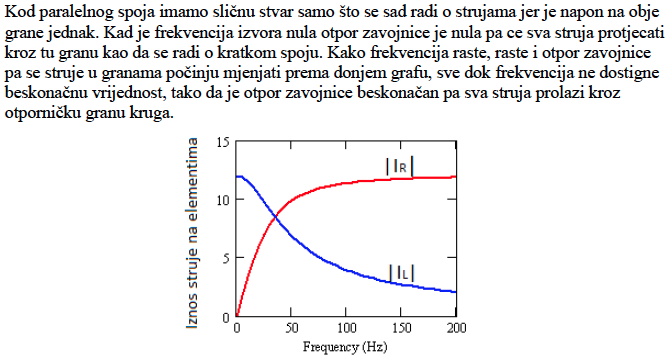 Kod paralelnog spoja imamo sličnu stvar samo što se sad radi o strujama jer je napon na obje
grane jednak. Kad je frekvencija izvora nula otpor zavojnice je nula pa ce sva struja protjecati
kroz tu granu kao da se radi o kratkom spoju. Kako frekvencija raste, raste i otpor zavojnice
pa se struje u granama počinju mjenjati prema donjem grafu, sve dok frekvencija ne dostigne
beskonačnu vrijednost, tako da je otpor zavojnice beskonačan pa sva struja prolazi kroz
otporničku granu kruga.
Iznos struje na elementima
15
10
5
0
|IR|
|IL|
0 50 100 150 200
Frequency (Hz)